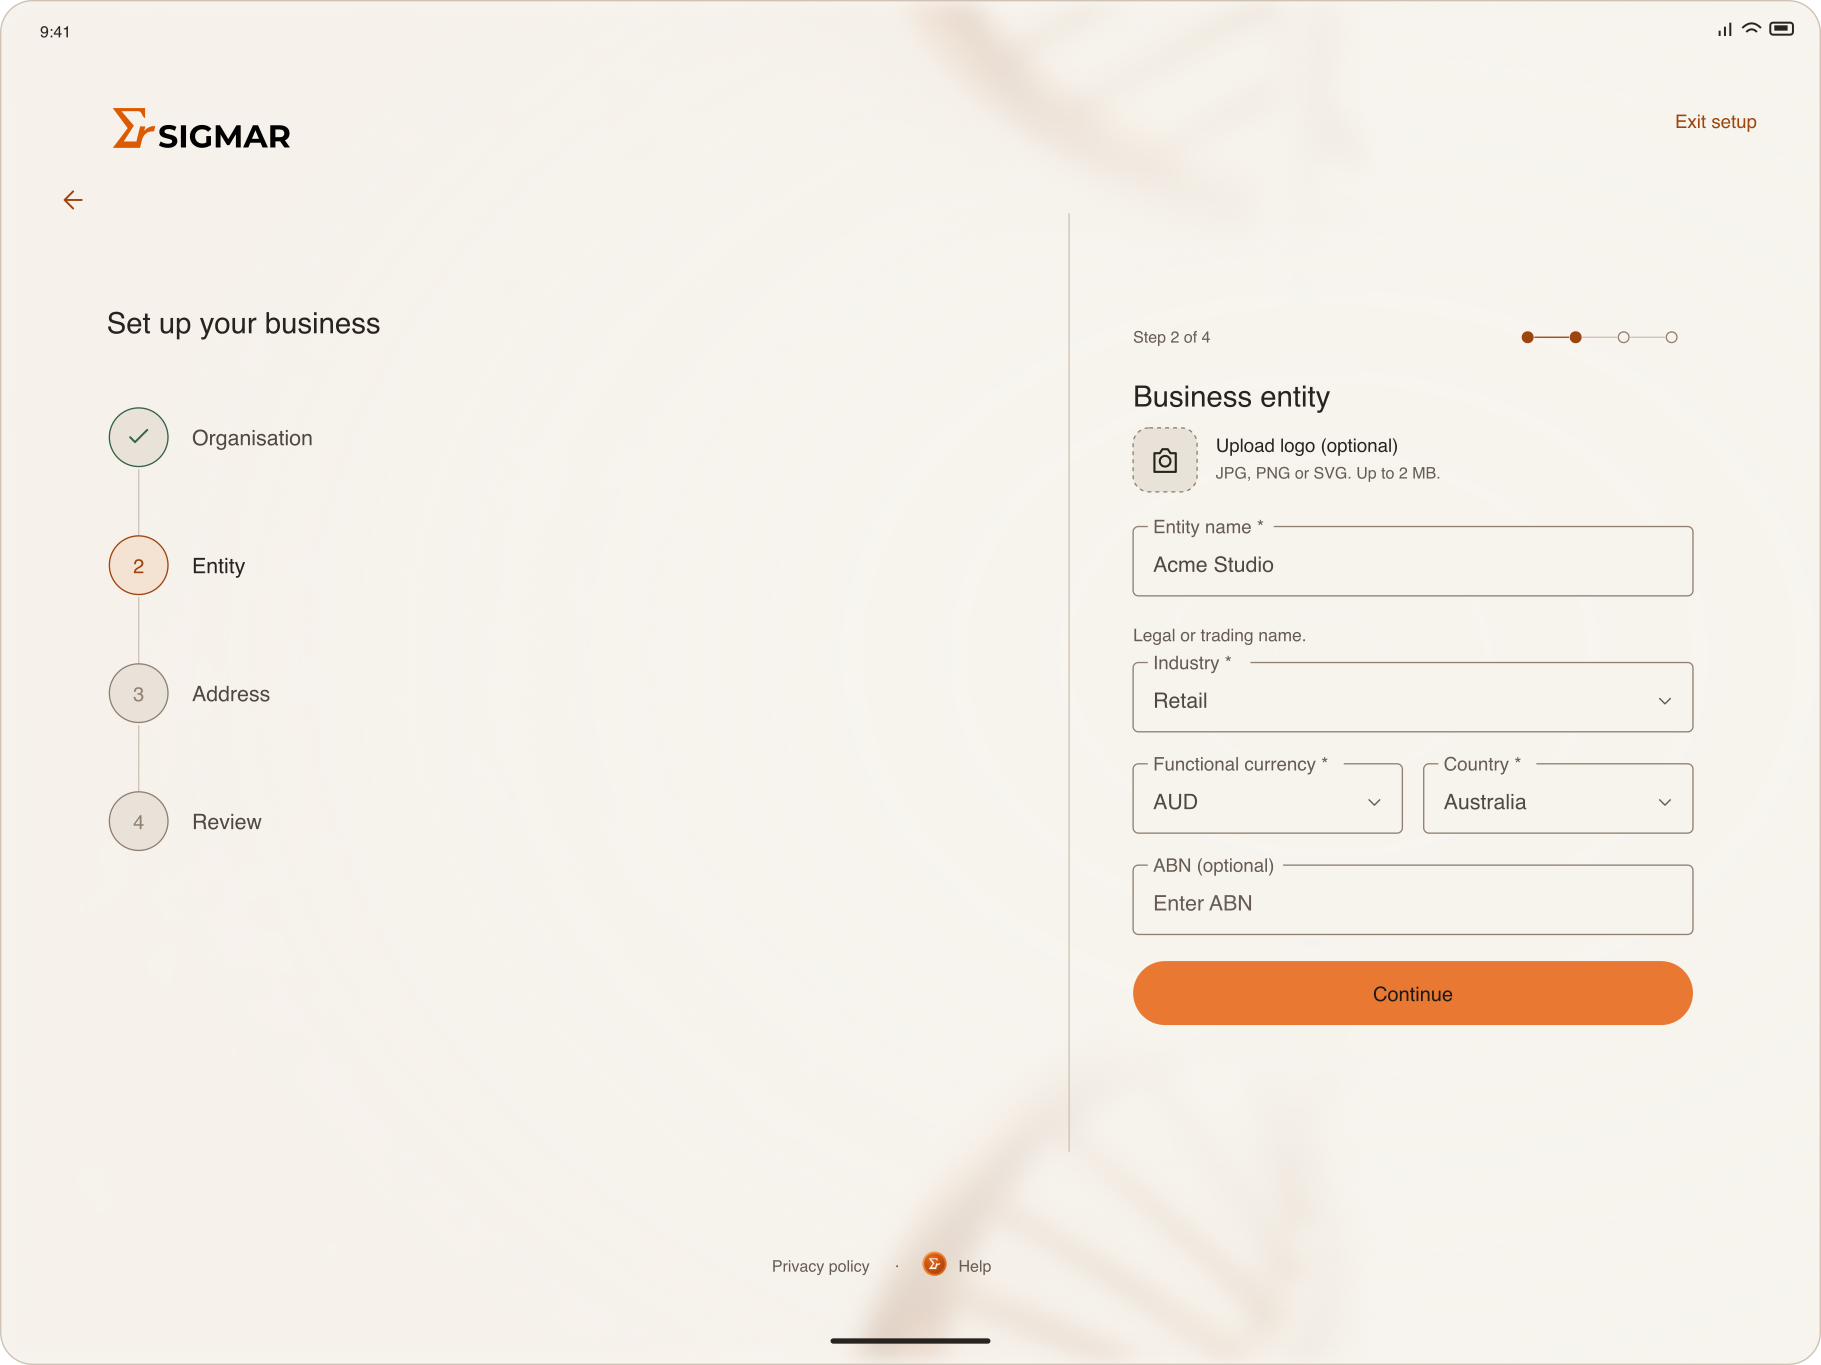 9:41
Σr SIGMAR
Exit setup
Set up your business
Organisation
2 Entity
3 Address
4 Review
Step 2 of 4
Business entity
Upload logo (optional)
JPG, PNG or SVG. Up to 2 MB.
Entity name *
Acme Studio
Legal or trading name.
Industry *
Retail
Functional currency *
AUD
Country *
Australia
ABN (optional)
Enter ABN
Continue
Privacy policy · Σr Help